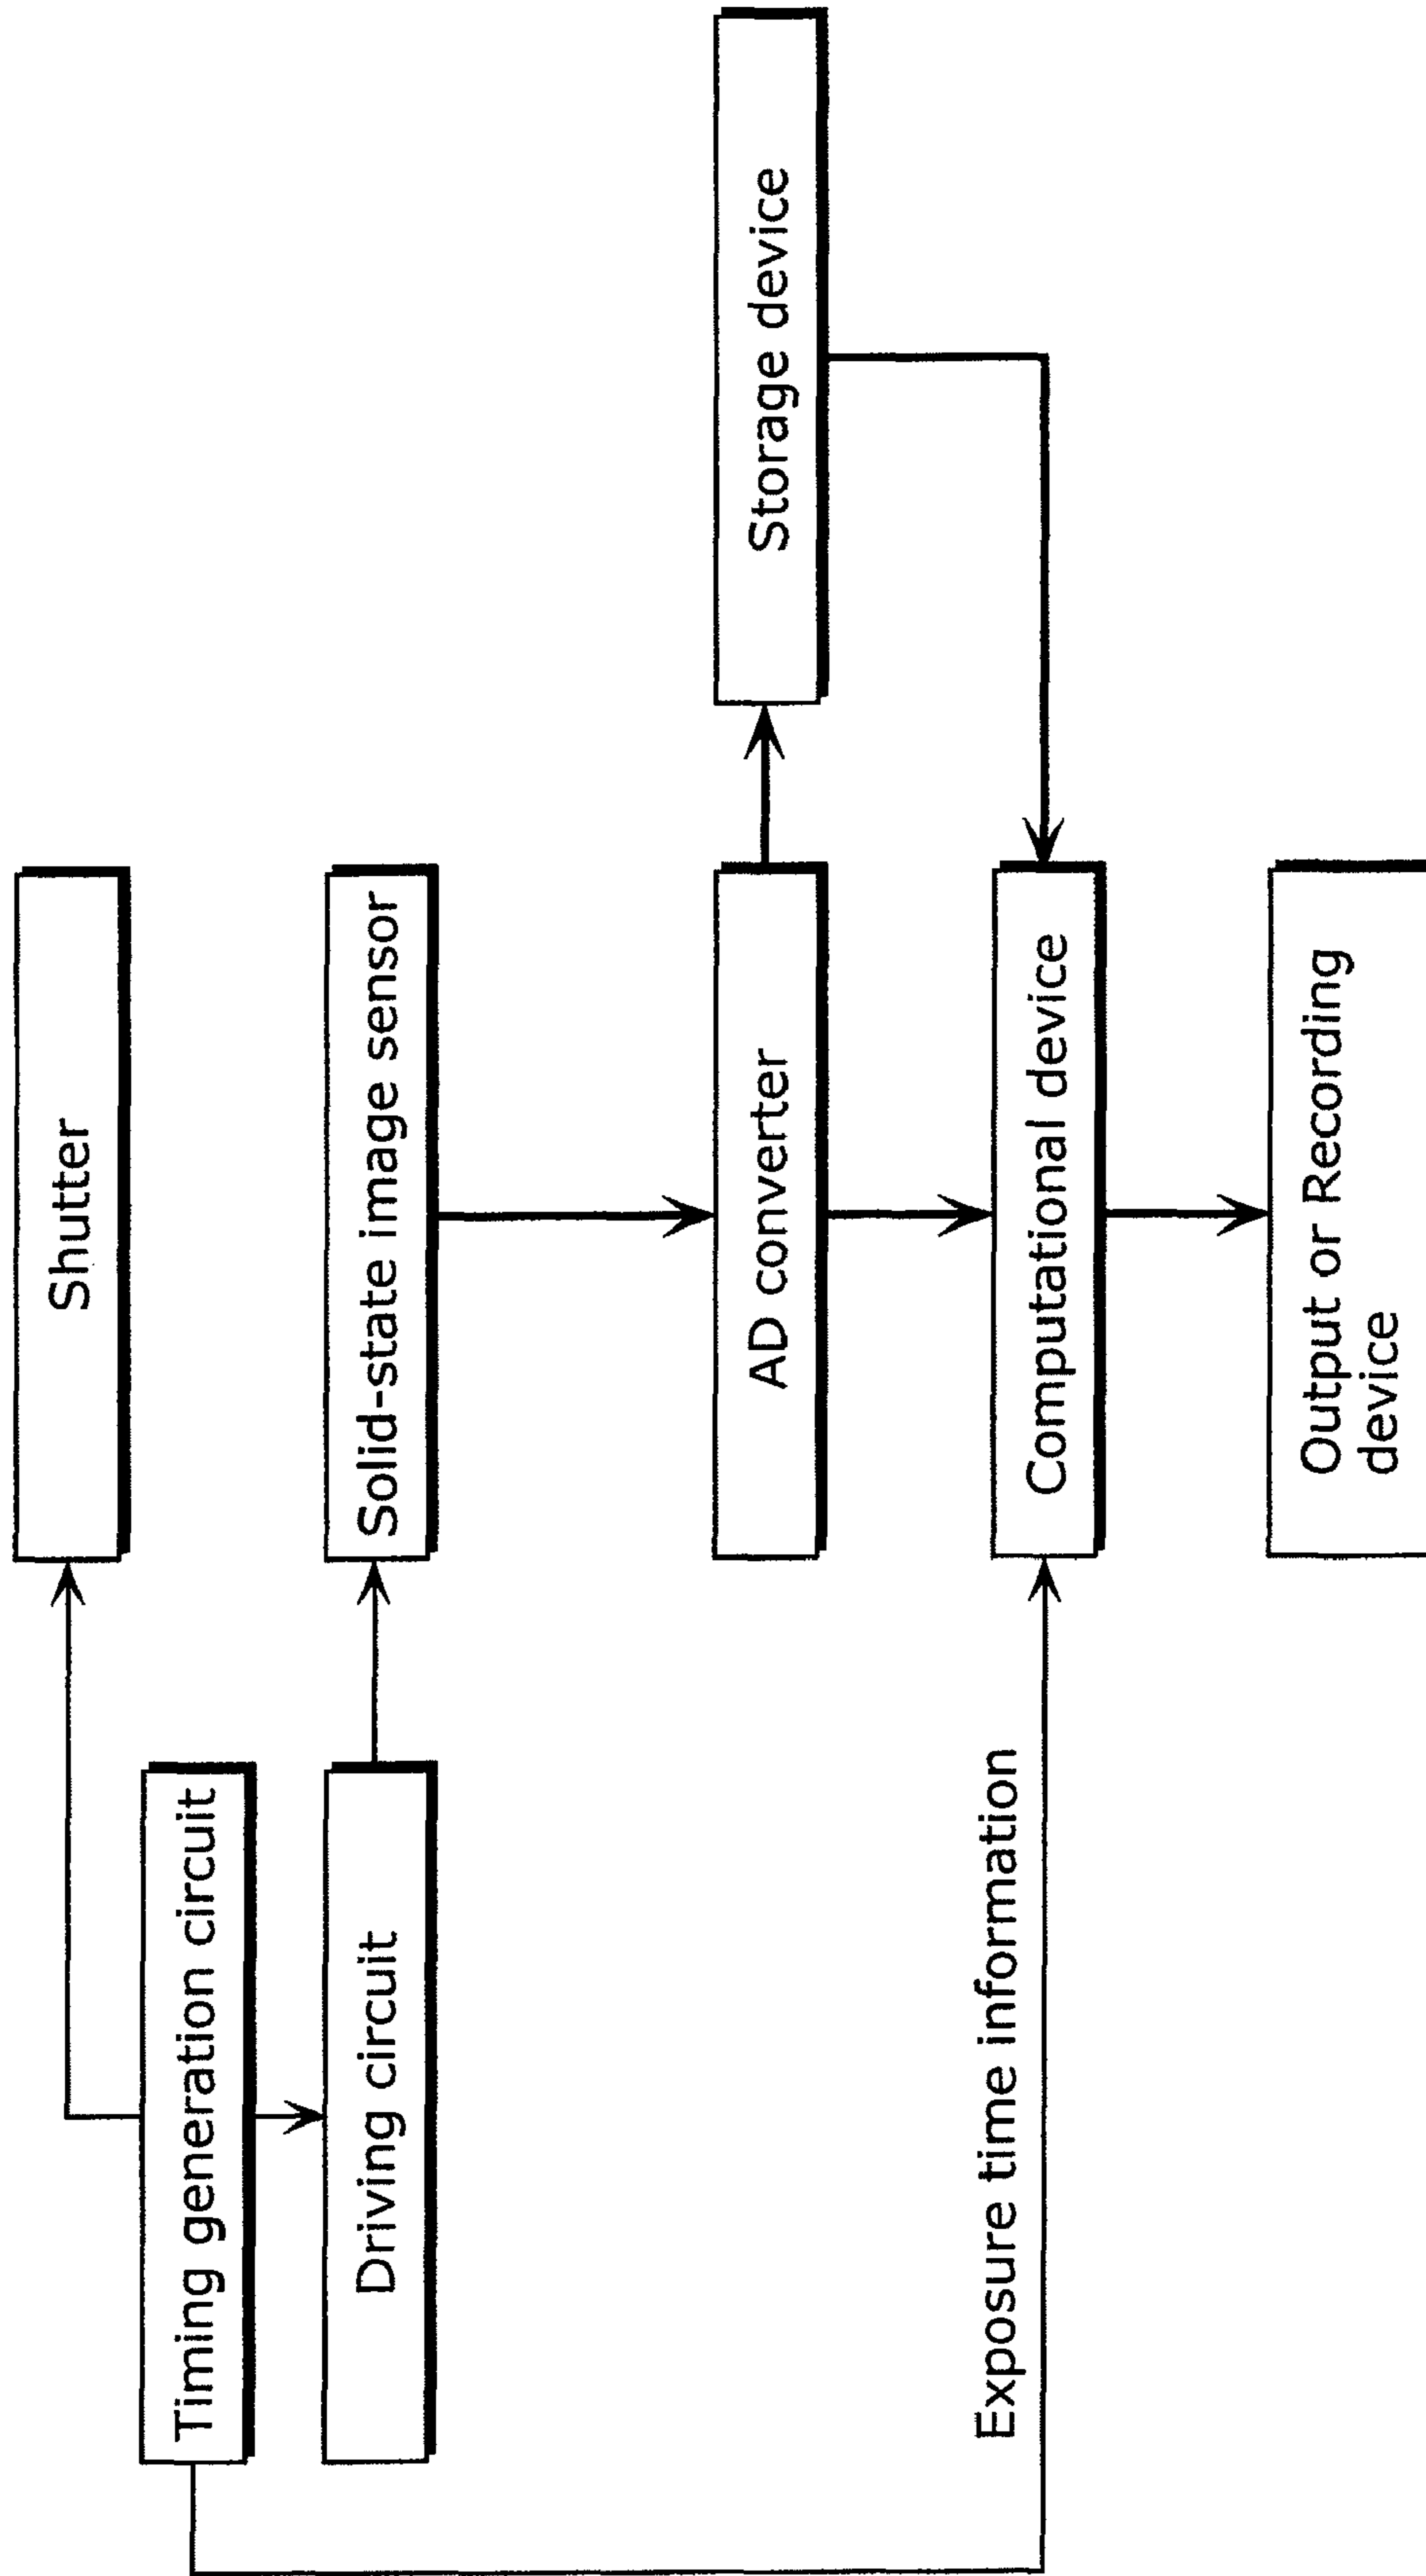 Shutter
Timing generation circuit
Solid-state image sensor
Driving circuit
AD converter
Storage device
Exposure time information
Computational device
Output or Recording
device